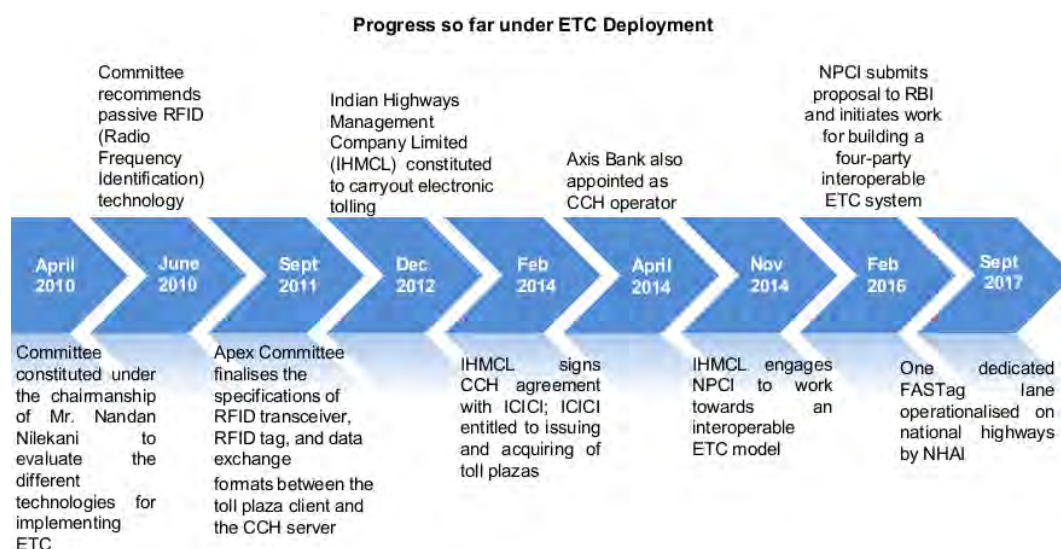 Progress so far under ETC Deployment
Committee
recommends
passive RFID
(Radio
Frequency
Identification)
technology
Indian Highways
Management
Company Limited
(IHMCL) constituted
to carryout electronic
tolling
Axis Bank also
appointed as
CCH operator
NPCI submits
proposal to RBI
and initiates work
for building a
four-party
interoperable
ETC system
April
2010
June
2010
Sept
2011
Dec
2012
Feb
2014
April
2014
Nov
2014
Feb
2016
Sept
2017
Committee
constituted under
the chairmanship
of Mr. Nandan
Nilekani to
evaluate the
different
technologies for
implementing
ETC
Apex Committee
finalises the
specifications of
RFID transceiver,
RFID tag, and data
exchange
formats between the
toll plaza client and
the CCH server
IHMCL signs
CCH agreement
with ICICI; ICICI
entitled to issuing
and acquiring of
toll plazas
IHMCL engages
NPCI to work
towards an
interoperable
ETC model
One dedicated
FASTag lane
operationalised on
national highways
by NHAI